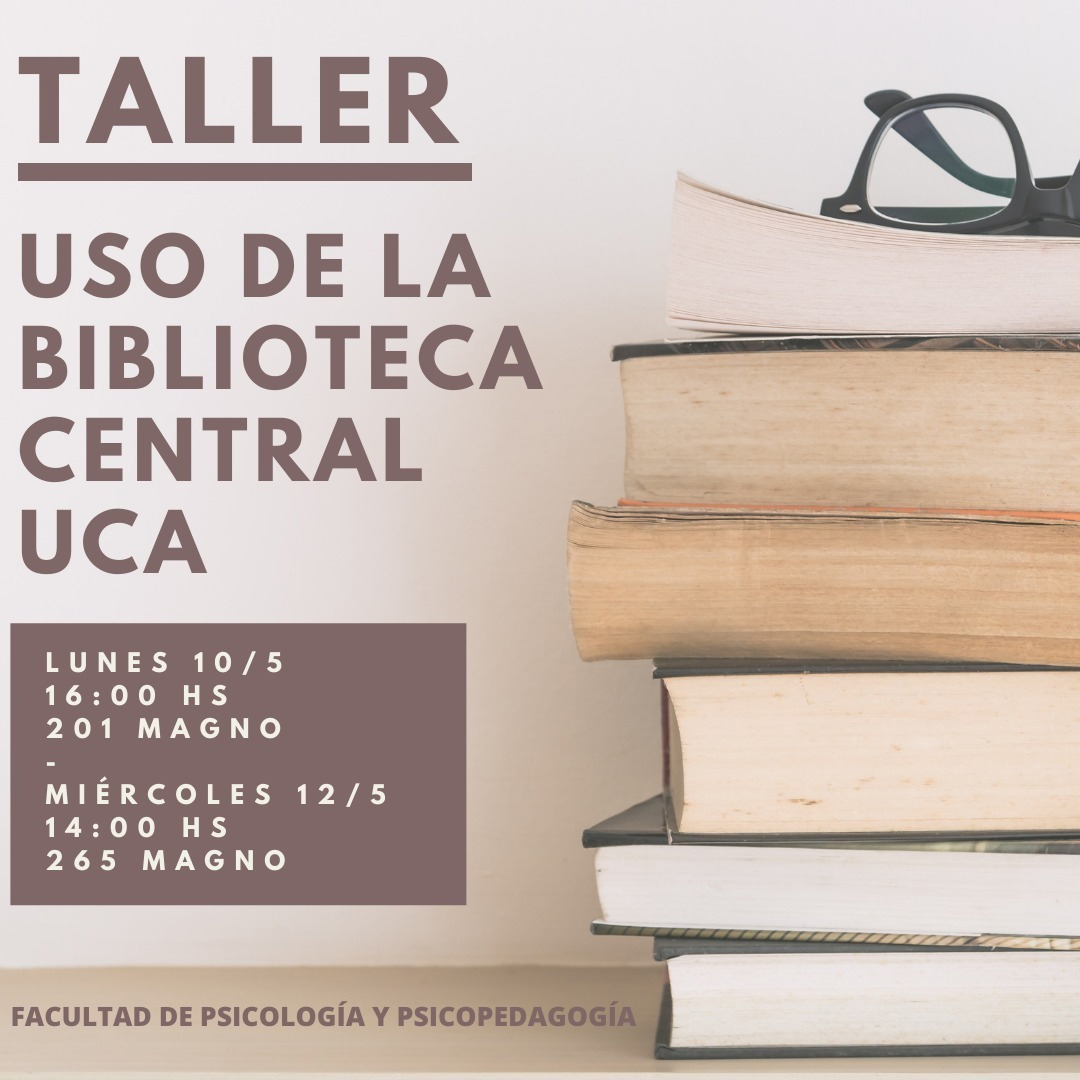 TALLER
USO DE LA
BIBLIOTECA
CENTRAL
UCA
LUNES 10/5
16:00 HS
201 MAGNO
-
MIÉRCOLES 12/5
14:00 HS
265 MAGNO
FACULTAD DE PSICOLOGÍA Y PSICOPEDAGOGÍA